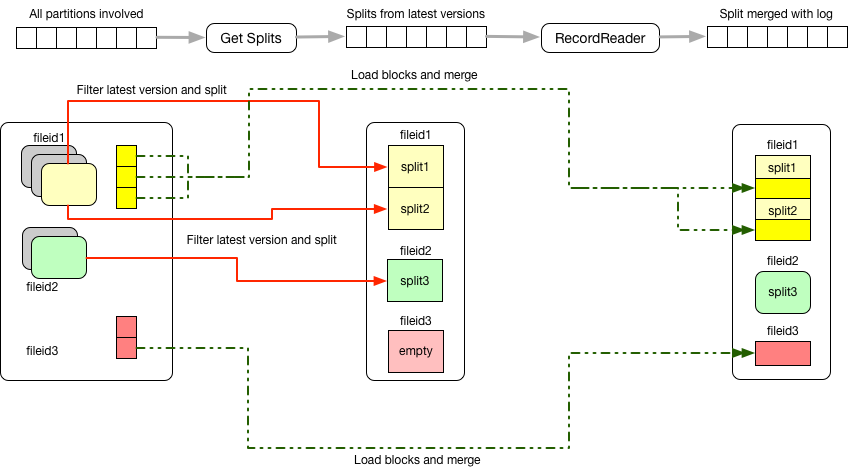 All partitions involved
Splits from latest versions
Split merged with log
Get Splits
RecordReader
Load blocks and merge
Filter latest version and split
fileid1
fileid1
split1
split2
fileid1
split1
split2
Filter latest version and split
fileid2
fileid2
split3
fileid2
split3
fileid3
fileid3
empty
fileid3
Load blocks and merge